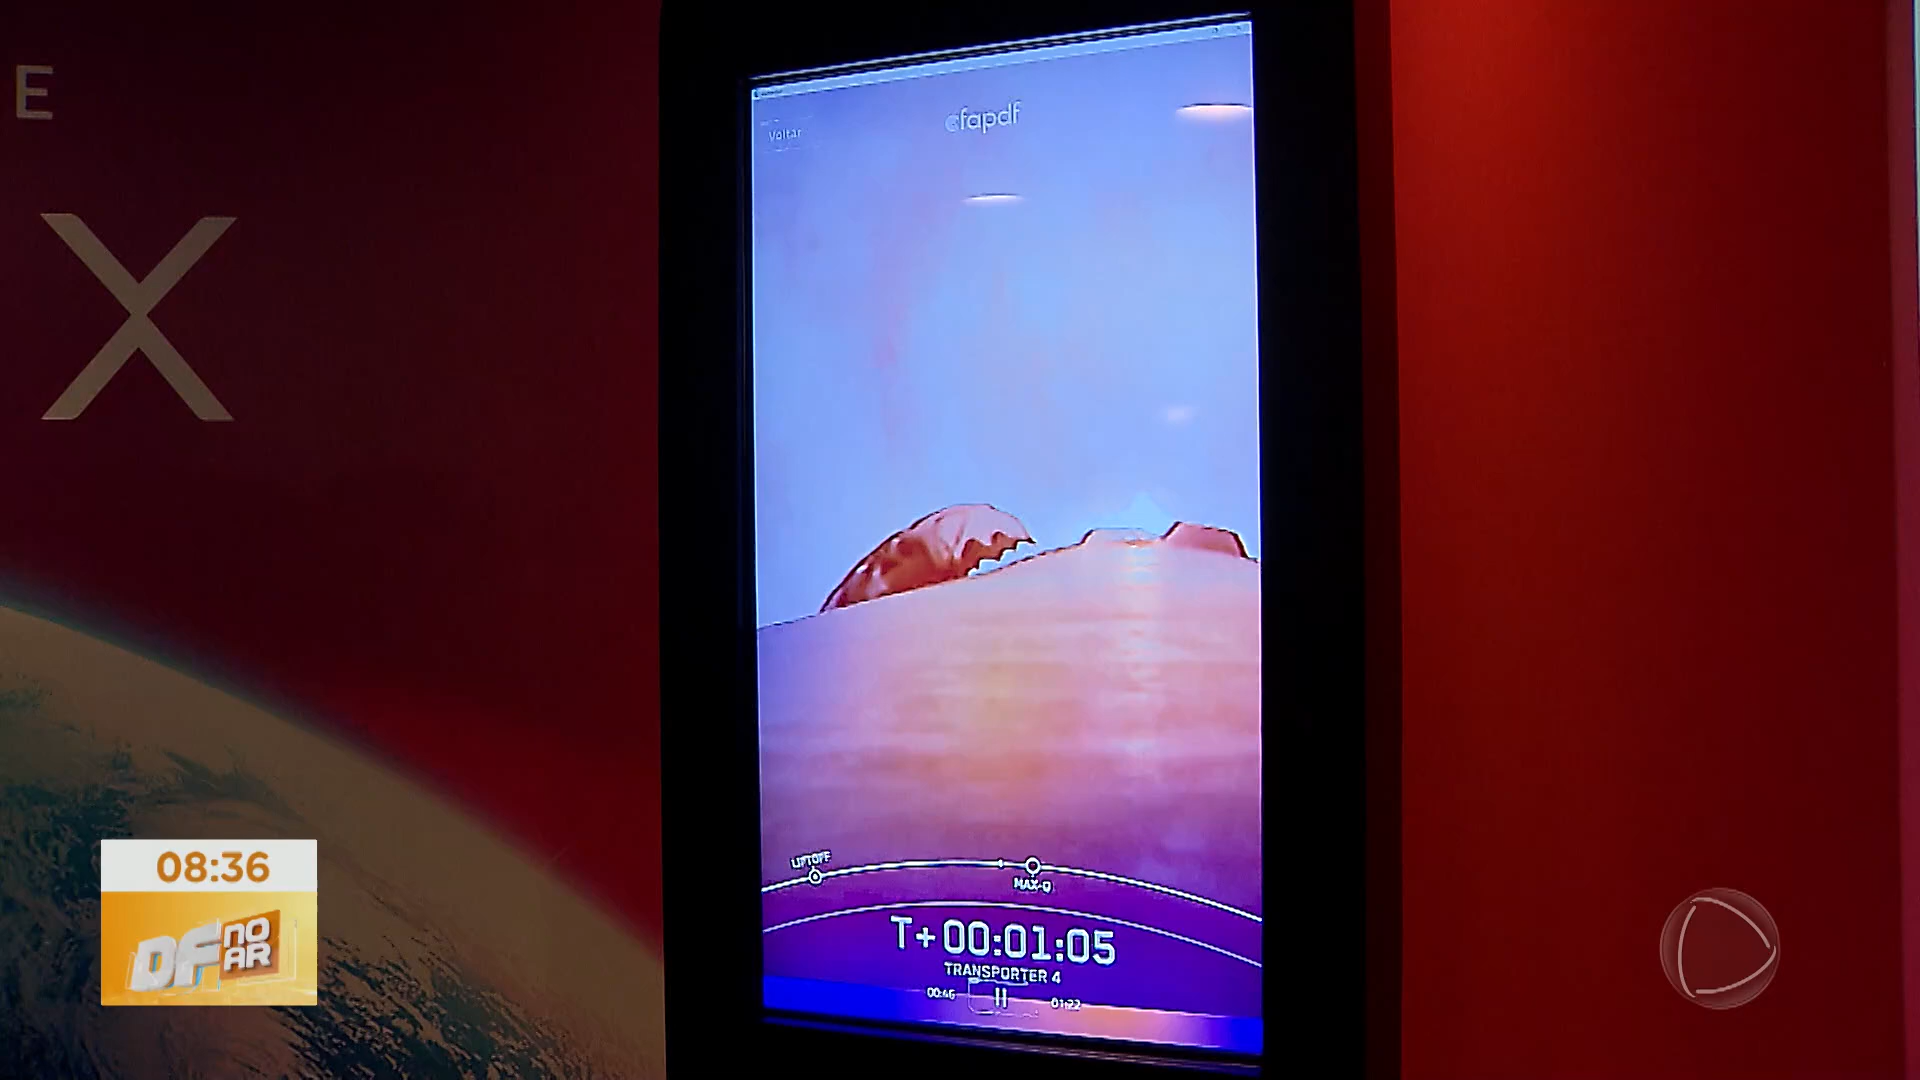 E
X
Voltar
fapdf
LIFTOFF
MAX-Q
T+00:01:05
TRANSPORTER 4
00:46
01:22
08:36
DF NO AR